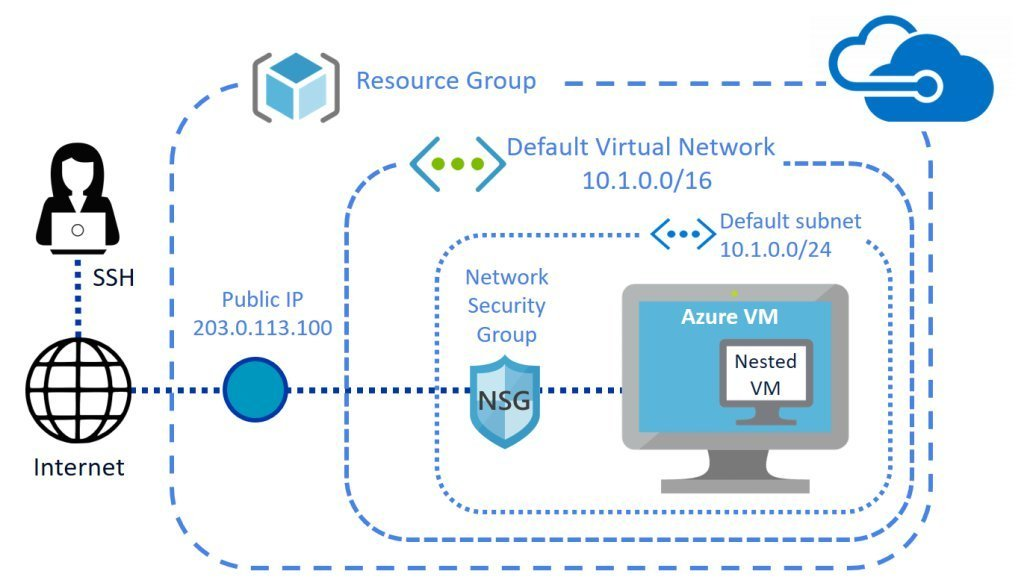 Resource Group
Default Virtual Network
10.1.0.0/16
Default subnet
10.1.0.0/24
SSH
Network
Security
Group
Public IP
203.0.113.100
Azure VM
Nested
VM
NSG
Internet